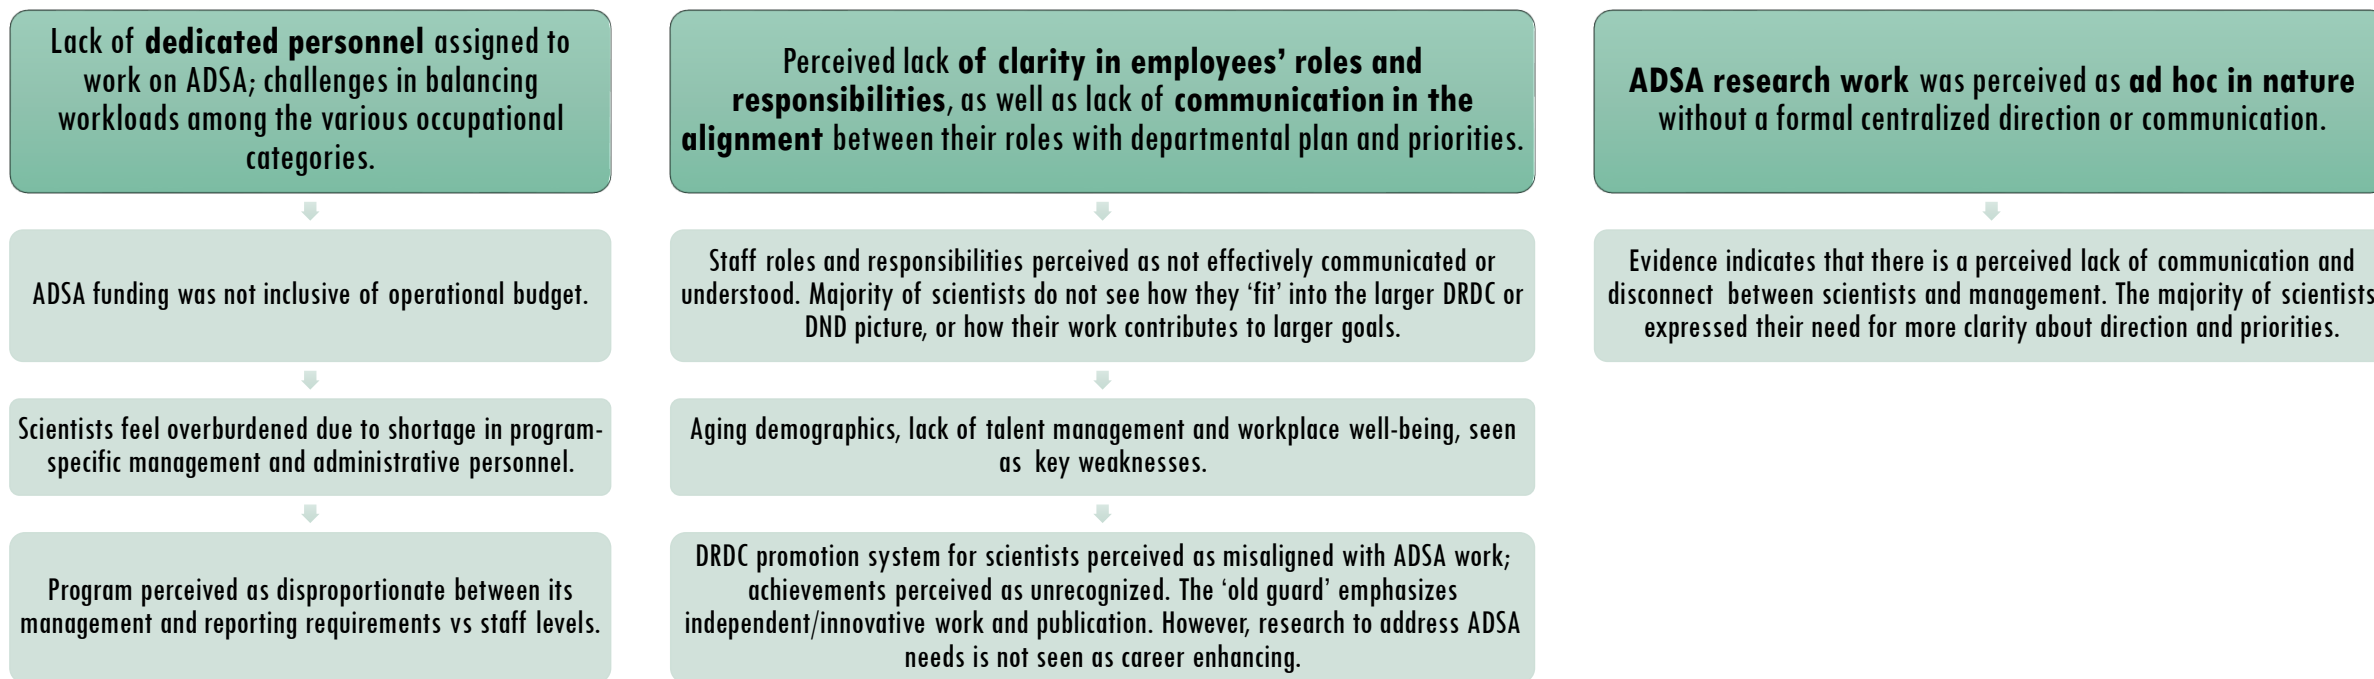 Lack of dedicated personnel assigned to
work on ADSA; challenges in balancing
workloads among the various occupational
categories.
ADSA funding was not inclusive of operational budget.
Scientists feel overburdened due to shortage in program-
specific management and administrative personnel.
Program perceived as disproportionate between its
management and reporting requirements vs staff levels.
Perceived lack of clarity in employees’ roles and
responsibilities, as well as lack of communication in the
alignment between their roles with departmental plan and priorities.
Staff roles and responsibilities perceived as not effectively communicated or
understood. Majority of scientists do not see how they ‘fit’ into the larger DRDC or
DND picture, or how their work contributes to larger goals.
Aging demographics, lack of talent management and workplace well-being, seen
as key weaknesses.
DRDC promotion system for scientists perceived as misaligned with ADSA work;
achievements perceived as unrecognized. The ‘old guard’ emphasizes
independent/innovative work and publication. However, research to address ADSA
needs is not seen as career enhancing.
ADSA research work was perceived as ad hoc in nature
without a formal centralized direction or communication.
Evidence indicates that there is a perceived lack of communication and
disconnect between scientists and management. The majority of scientists
expressed their need for more clarity about direction and priorities.